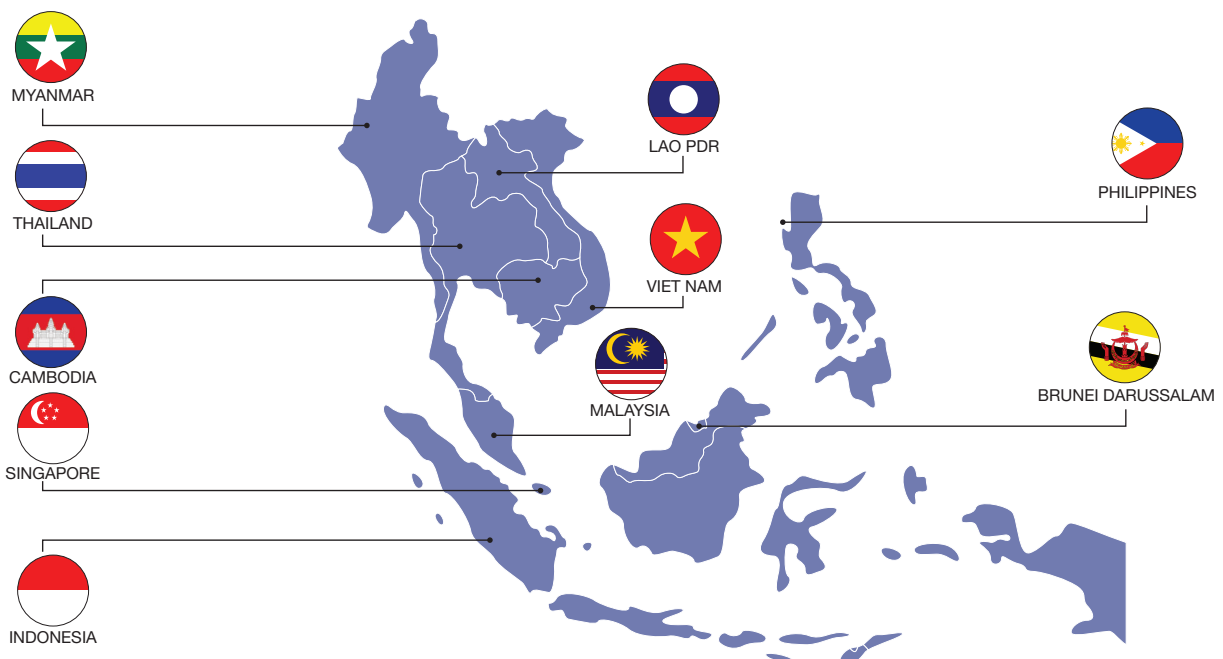 MYANMAR
LAO PDR
PHILIPPINES
THAILAND
VIET NAM
CAMBODIA
MALAYSIA
BRUNEI DARUSSALAM
SINGAPORE
INDONESIA